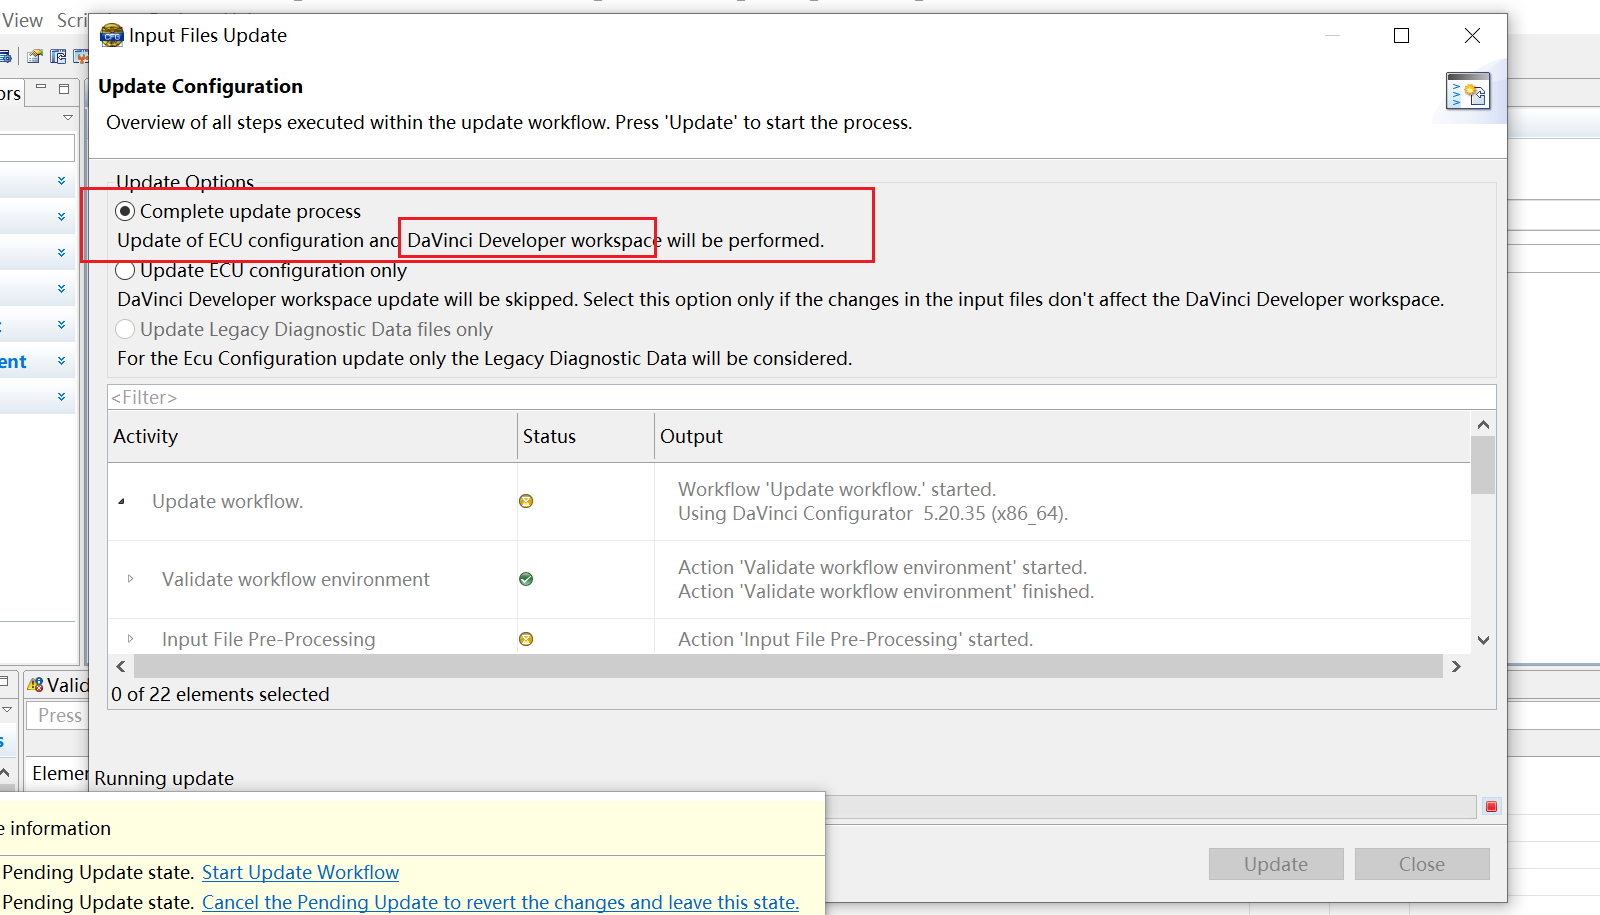 View Scri
Input Files Update
Update Configuration
Overview of all steps executed within the update workflow. Press 'Update' to start the process.
ors
Update Options
Complete update process
Update of ECU configuration and DaVinci Developer workspace will be performed.
Update ECU configuration only
DaVinci Developer workspace update will be skipped. Select this option only if the changes in the input files don't affect the DaVinci Developer workspace.
Update Legacy Diagnostic Data files only
For the Ecu Configuration update only the Legacy Diagnostic Data will be considered.
ent
<Filter>
Activity Status Output
Update workflow.
Workflow 'Update workflow.' started.
Using DaVinci Configurator 5.20.35 (x86_64).
Validate workflow environment
Action 'Validate workflow environment' started.
Action 'Validate workflow environment' finished.
Input File Pre-Processing Action 'Input File Pre-Processing' started.
0 of 22 elements selected
Valid
Press
s
Elemen
Running update
e information
Pending Update state. Start Update Workflow
Pending Update state. Cancel the Pending Update to revert the changes and leave this state.
Update Close